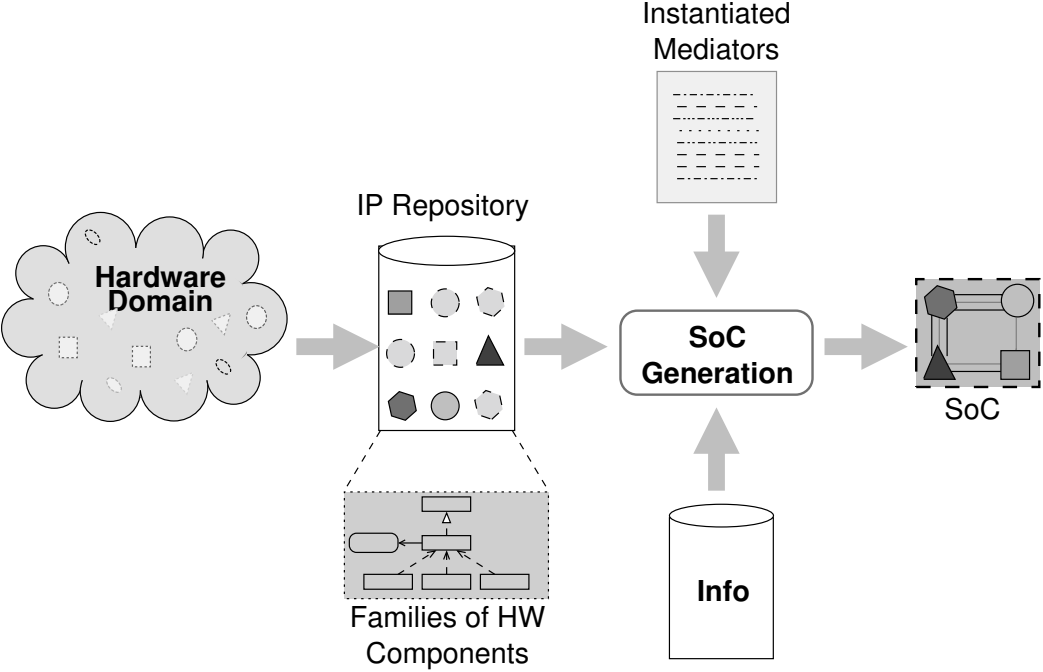 Instantiated
Mediators
IP Repository
Hardware
Domain
SoC
Generation
SoC
Info
Families of HW
Components